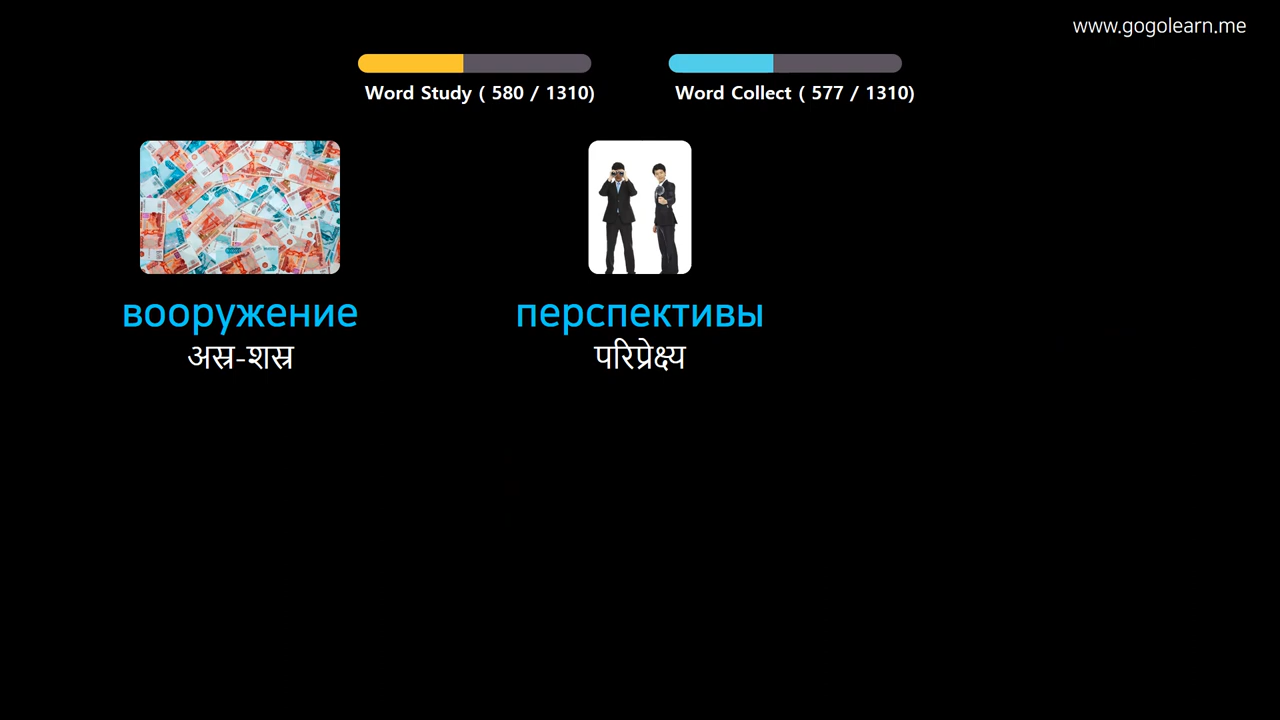 www.gogolearn.me
Word Study ( 580 / 1310)
Word Collect ( 577 / 1310)
вооружение
перспективы
अस्र-शस्र
परिप्रेक्ष्य